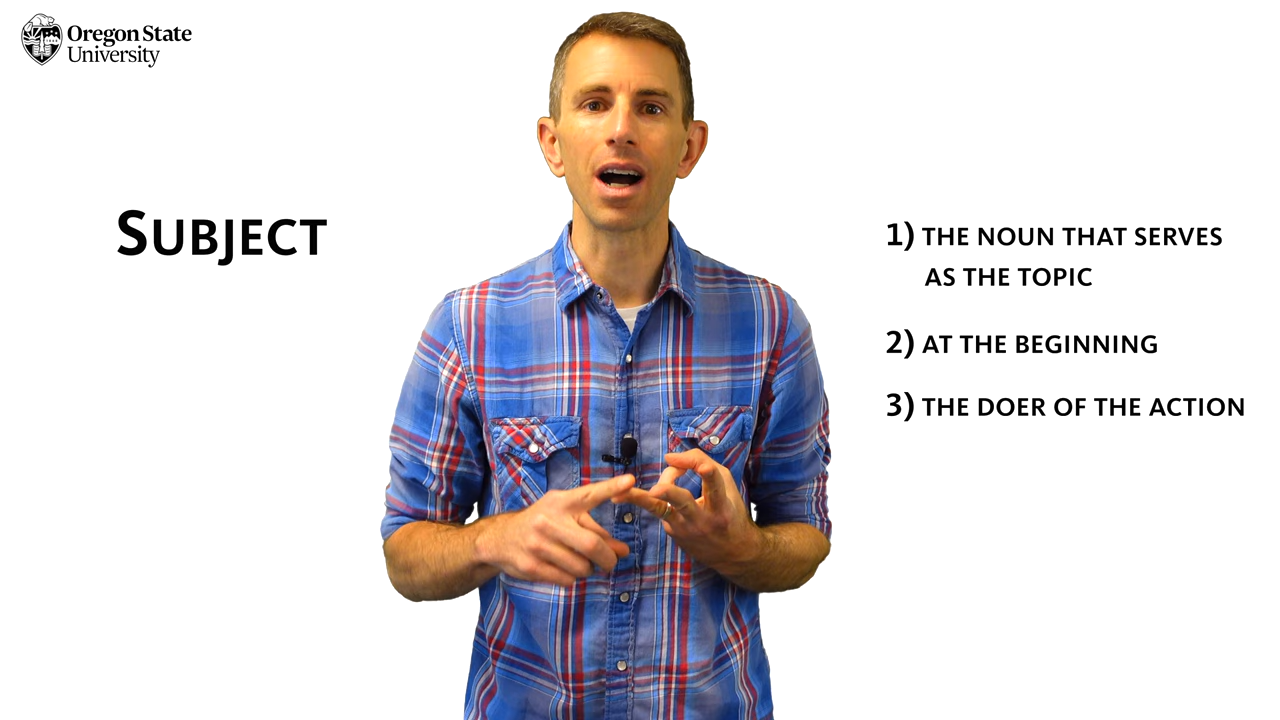 Oregon State
University
SUBJECT
1) THE NOUN THAT SERVES
AS THE TOPIC
2) AT THE BEGINNING
3) THE DOER OF THE ACTION